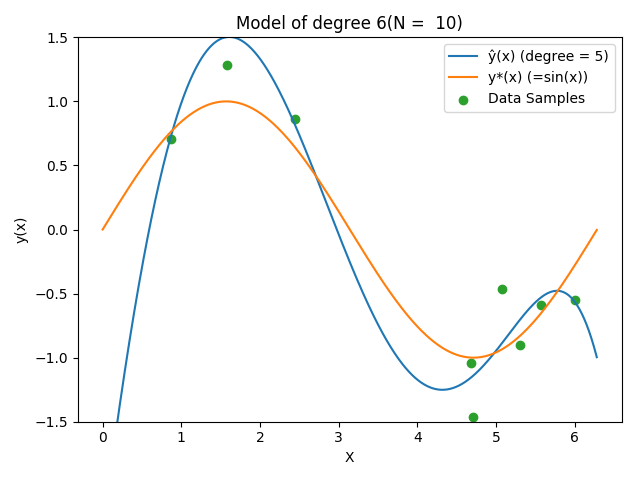 Model of degree 6(N =  10)
ŷ(x) (degree = 5)
y*(x) (=sin(x))
Data Samples
1.5
1.0
0.5
0.0
−0.5
−1.0
−1.5
y(x)
0 1 2 3 4 5 6
X